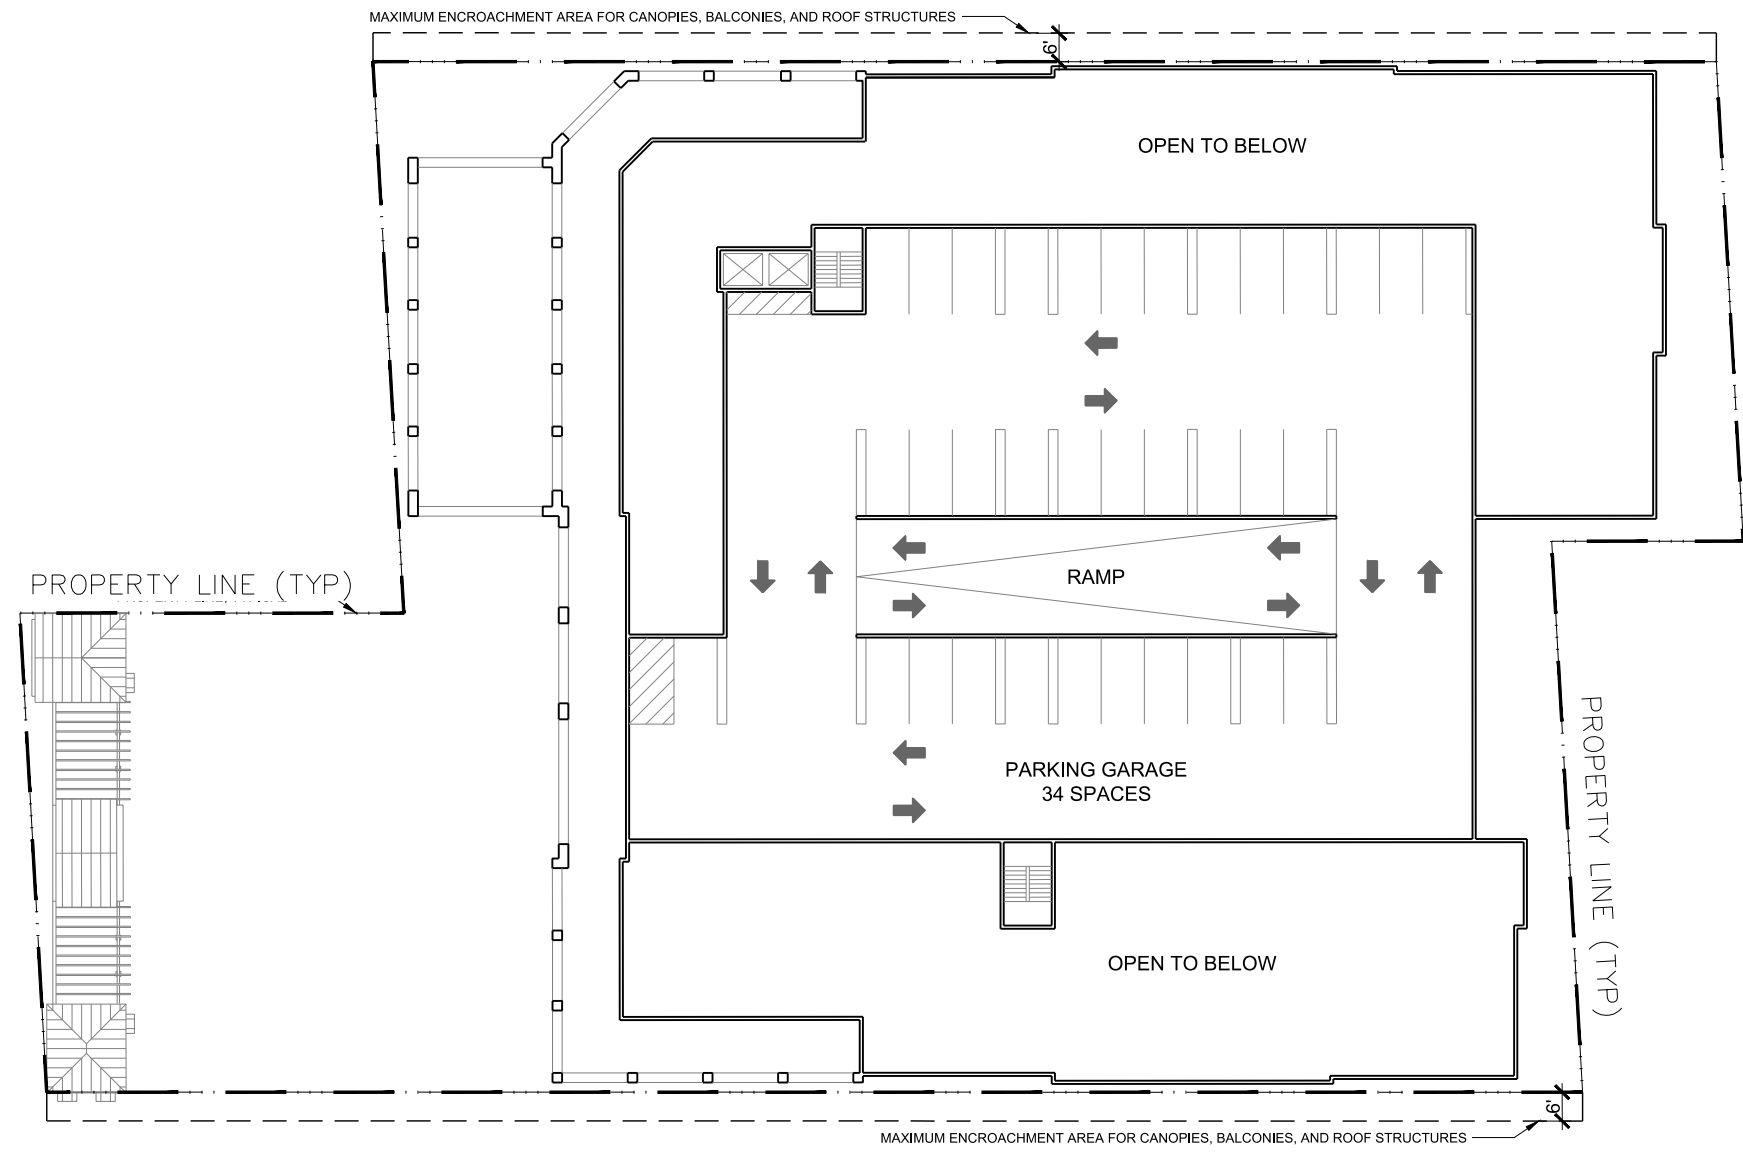 MAXIMUM ENCROACHMENT AREA FOR CANOPIES, BALCONIES, AND ROOF STRUCTURES
6'
OPEN TO BELOW
RAMP
PROPERTY LINE (TYP)
PARKING GARAGE
34 SPACES
PROPERTY LINE (TYP)
OPEN TO BELOW
6'
MAXIMUM ENCROACHMENT AREA FOR CANOPIES, BALCONIES, AND ROOF STRUCTURES